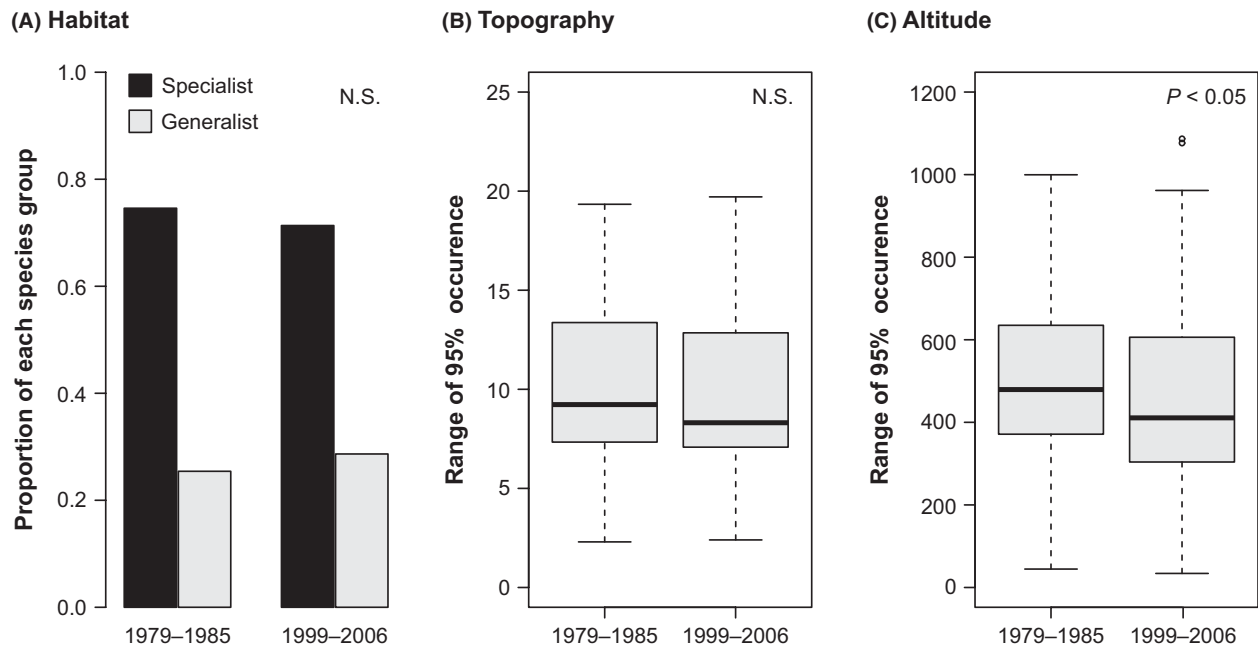 (A) Habitat
Proportion of each species group
1.0
0.8
0.6
0.4
0.2
0.0
Specialist
Generalist
N.S.
1979–1985
1999–2006
(B) Topography
Range of 95% occurence
25
20
15
10
5
0
N.S.
1979–1985
1999–2006
(C) Altitude
Range of 95% occurence
1200
1000
800
600
400
200
0
P < 0.05
1979–1985
1999–2006